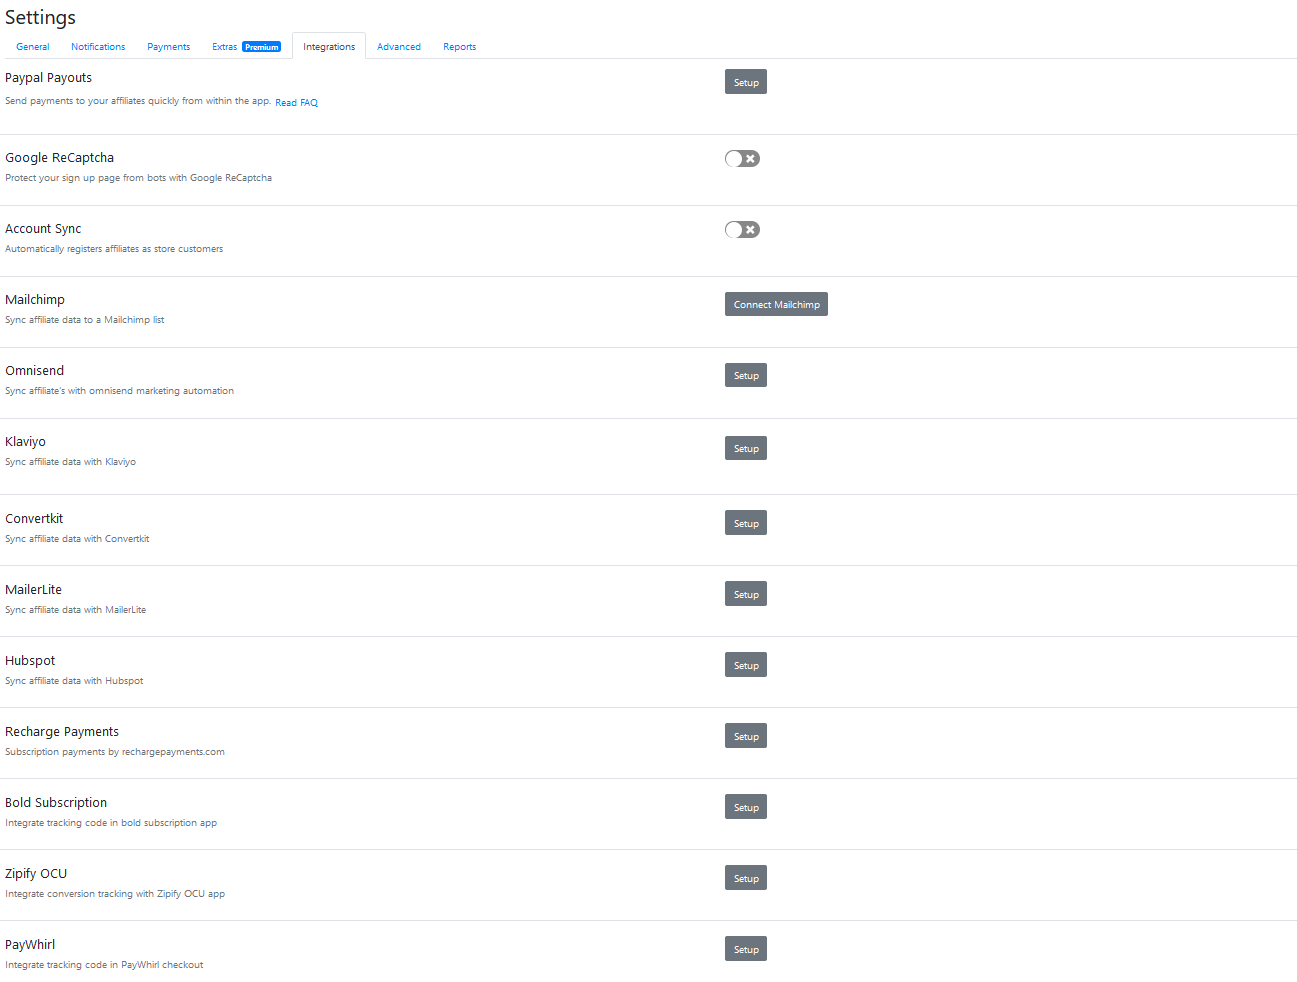 Settings
General Notifications Payments Extras Premium Integrations Advanced Reports
Paypal Payouts
Setup
Send payments to your affiliates quickly from within the app. Read FAQ
Google ReCaptcha
Protect your sign up page from bots with Google ReCaptcha
Account Sync
Automatically registers affiliates as store customers
Mailchimp
Connect Mailchimp
Sync affiliate data to a Mailchimp list
Omnisend
Setup
Sync affiliate's with omnisend marketing automation
Klaviyo
Setup
Sync affiliate data with Klaviyo
Convertkit
Setup
Sync affiliate data with Convertkit
MailerLite
Setup
Sync affiliate data with MailerLite
Hubspot
Setup
Sync affiliate data with Hubspot
Recharge Payments
Setup
Subscription payments by rechargepayments.com
Bold Subscription
Setup
Integrate tracking code in bold subscription app
Zipify OCU
Setup
Integrate conversion tracking with Zipify OCU app
PayWhirl
Setup
Integrate tracking code in PayWhirl checkout